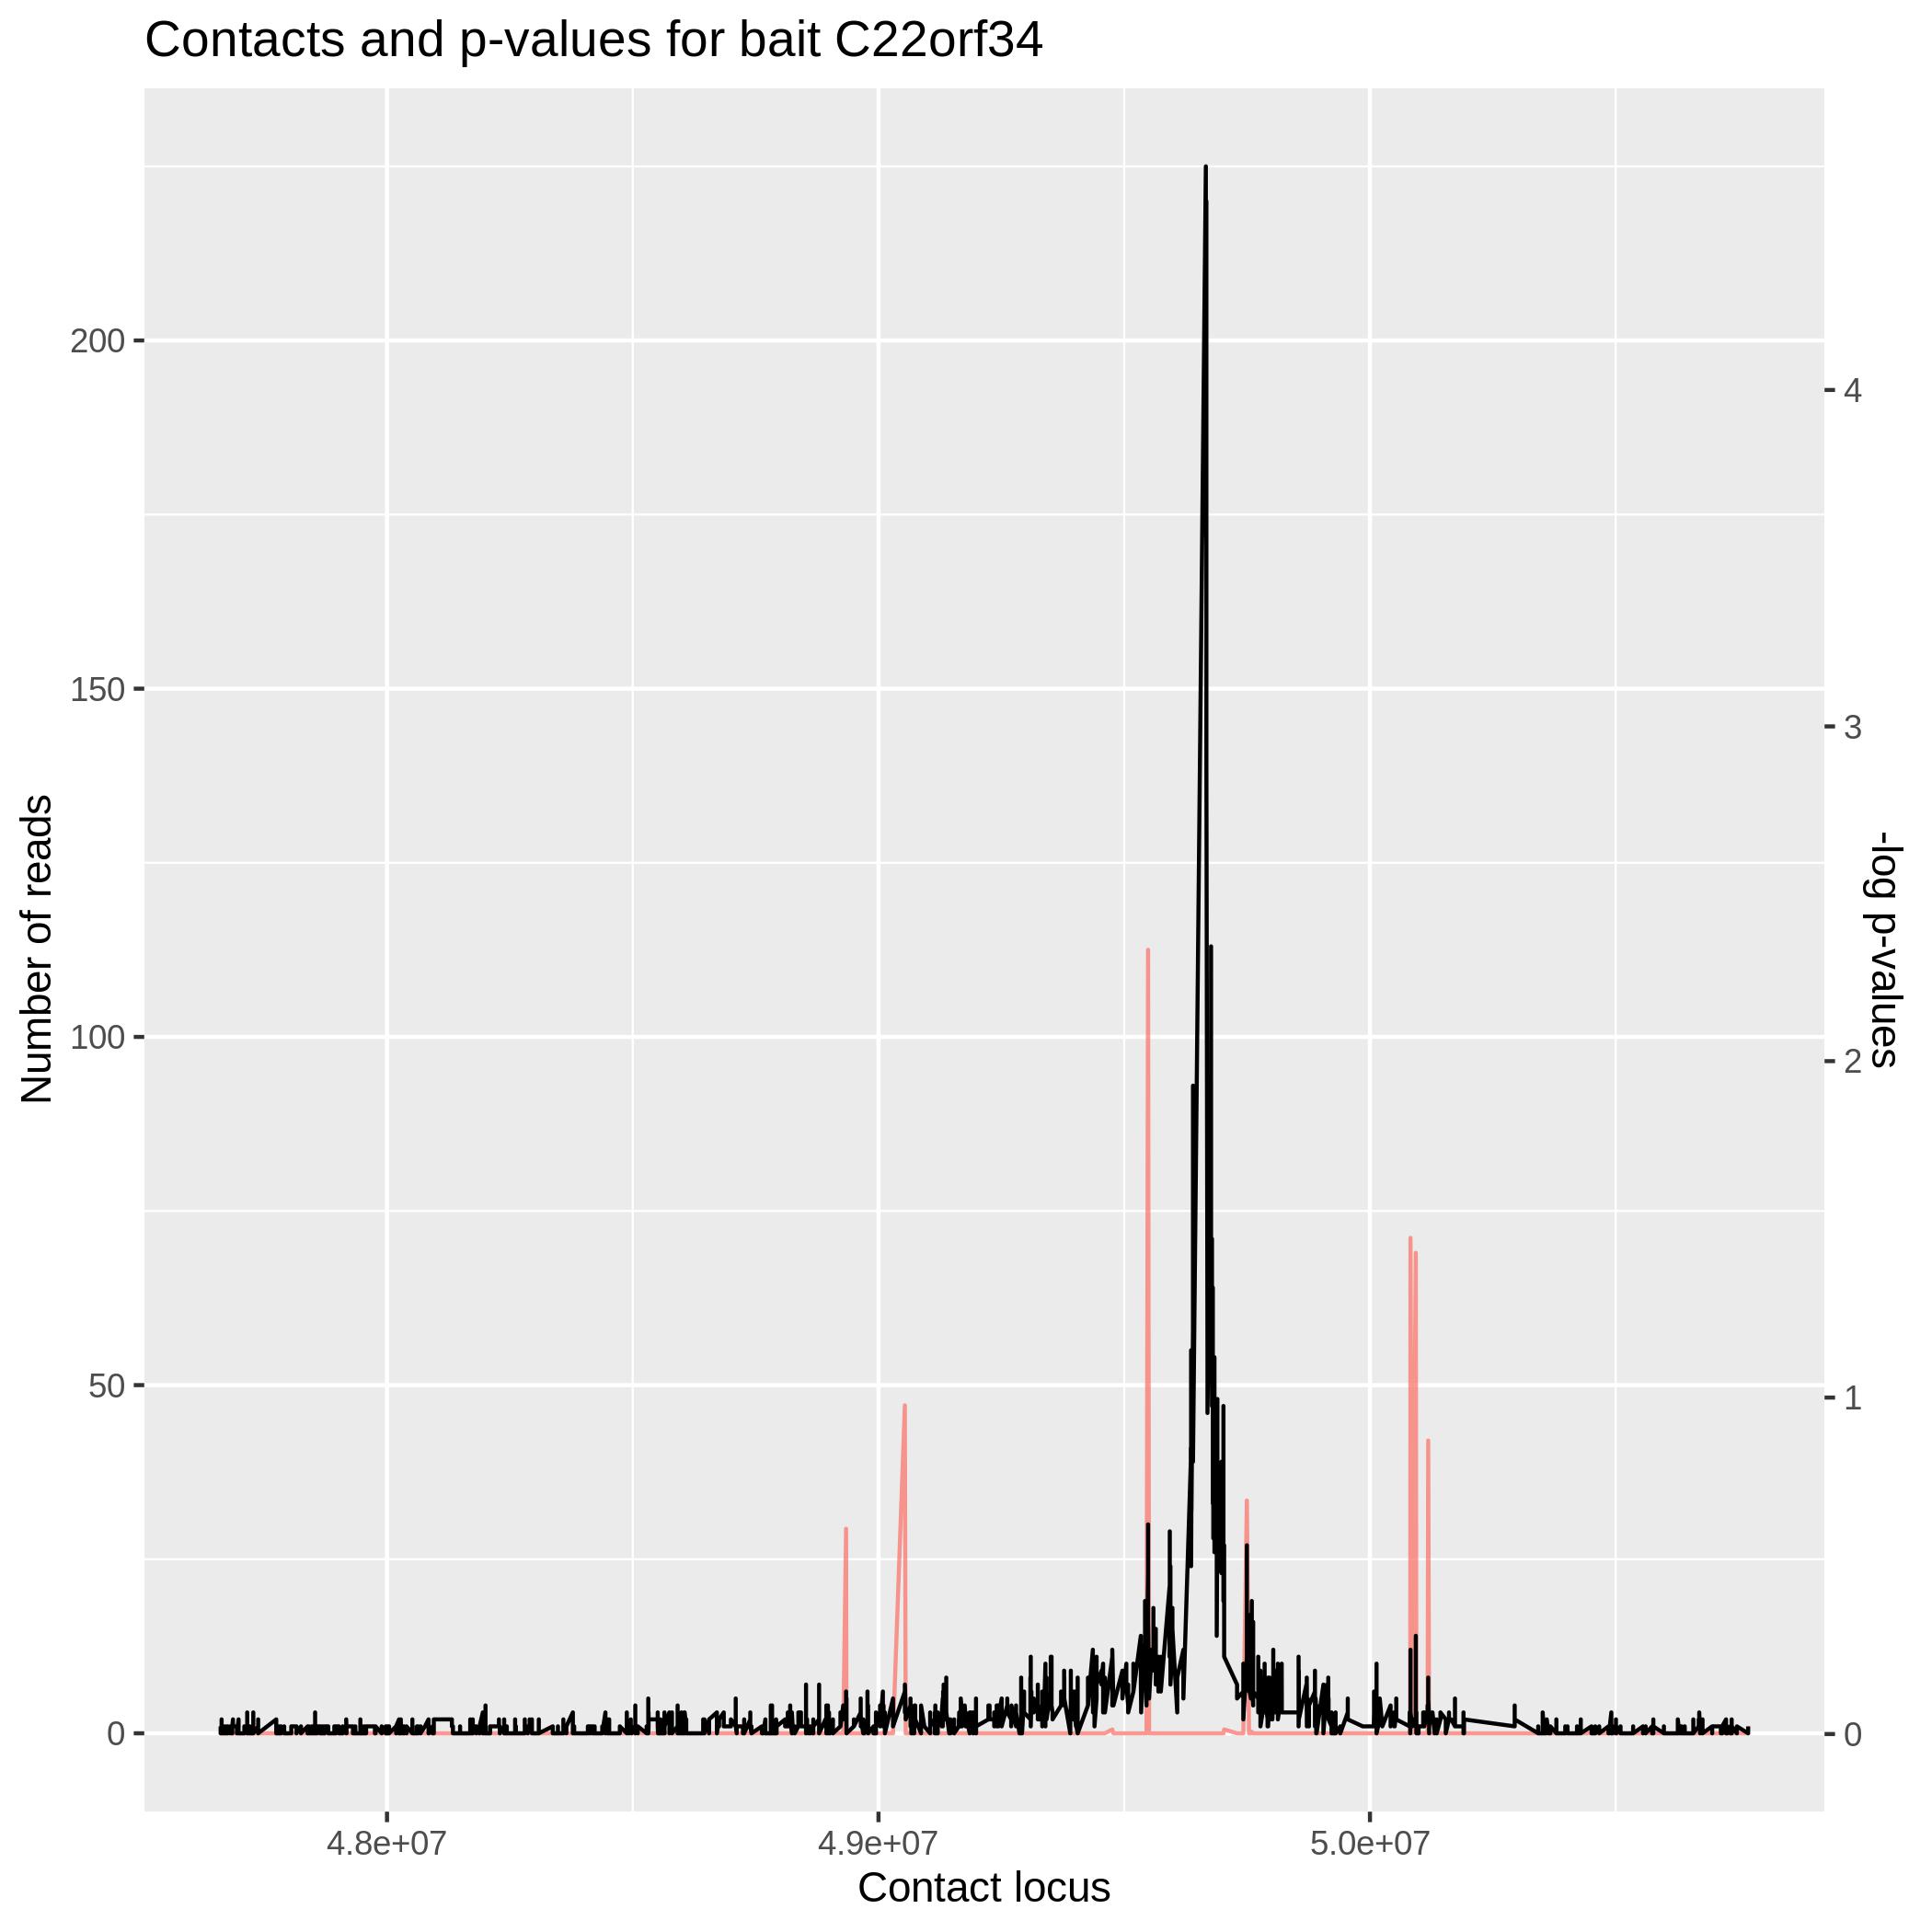 Contacts and p-values for bait C22orf34
Number of reads
200
150
100
50
0
4
3
2
1
0
-log p-values
4.8e+07
4.9e+07
5.0e+07
Contact locus